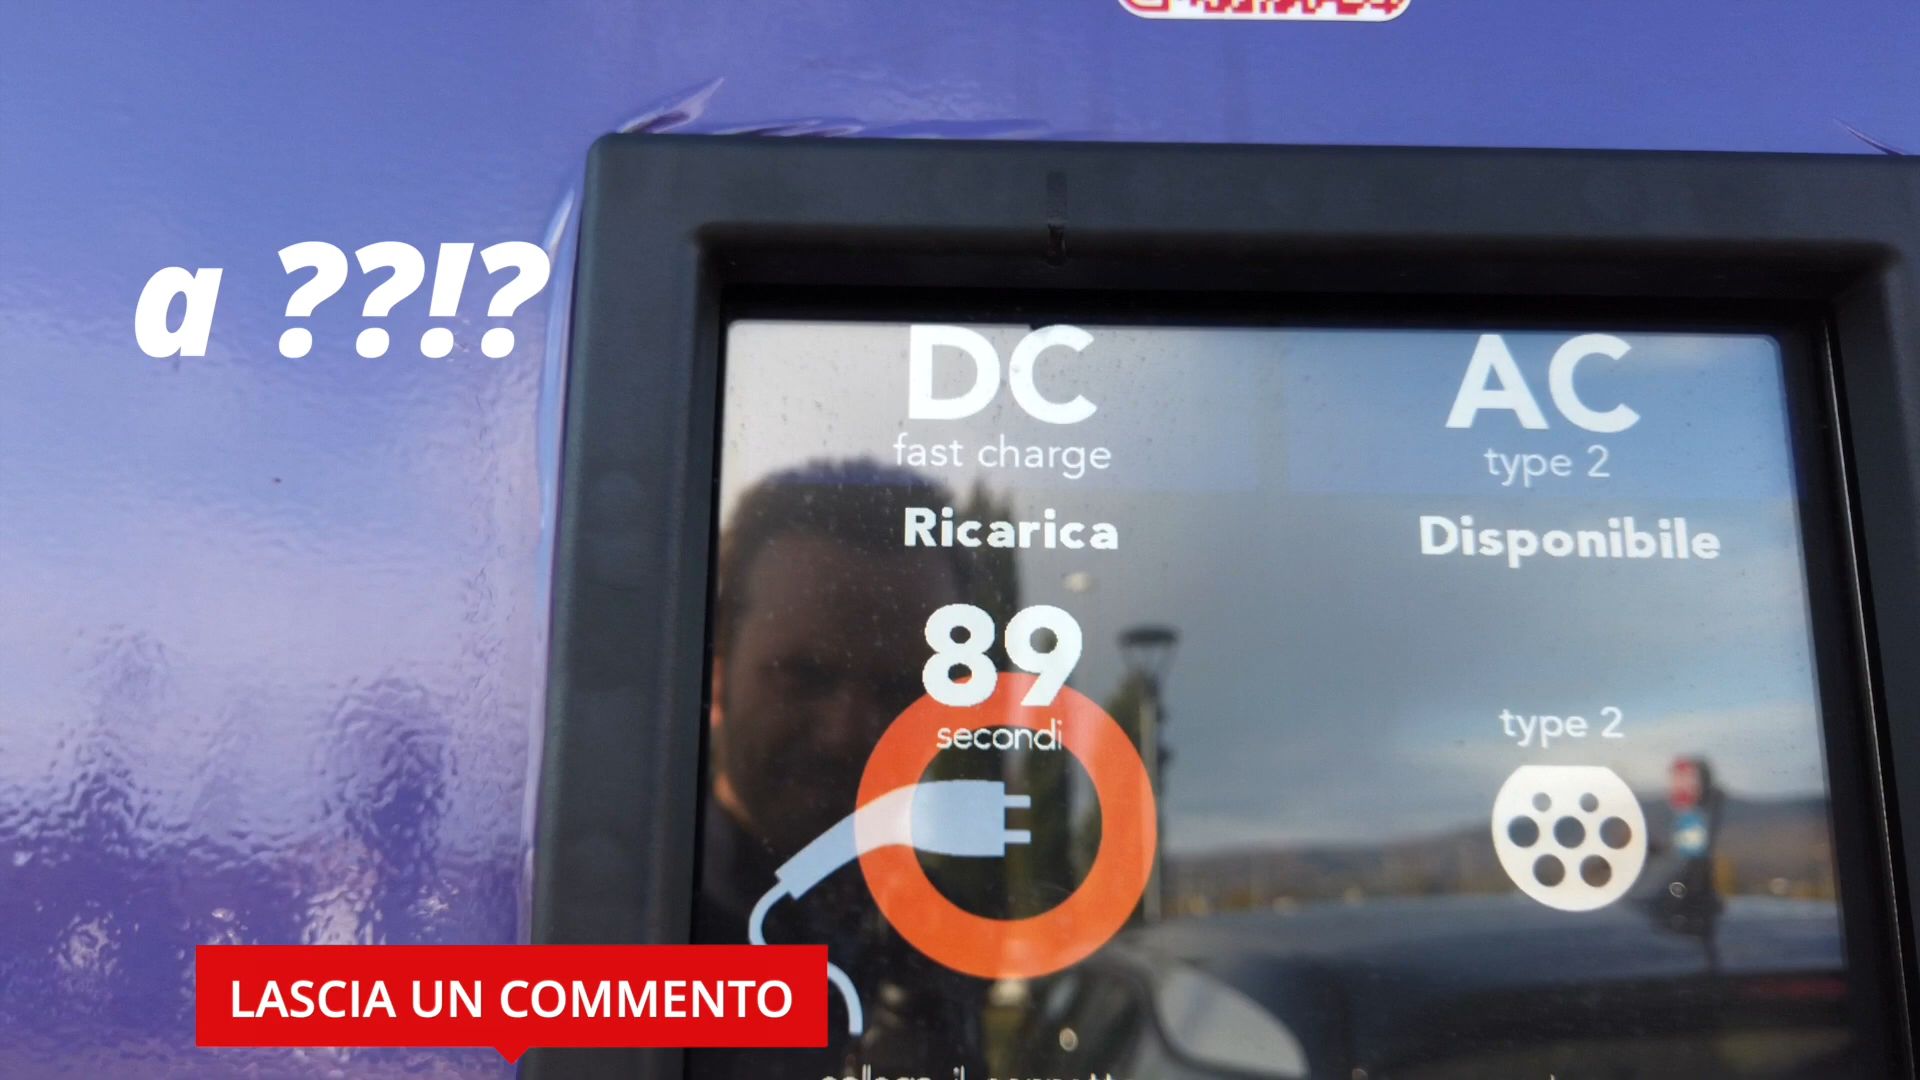 a ??!?
DC
fast charge
Ricarica
89
secondi
AC
type 2
Disponibile
type 2
LASCIA UN COMMENTO